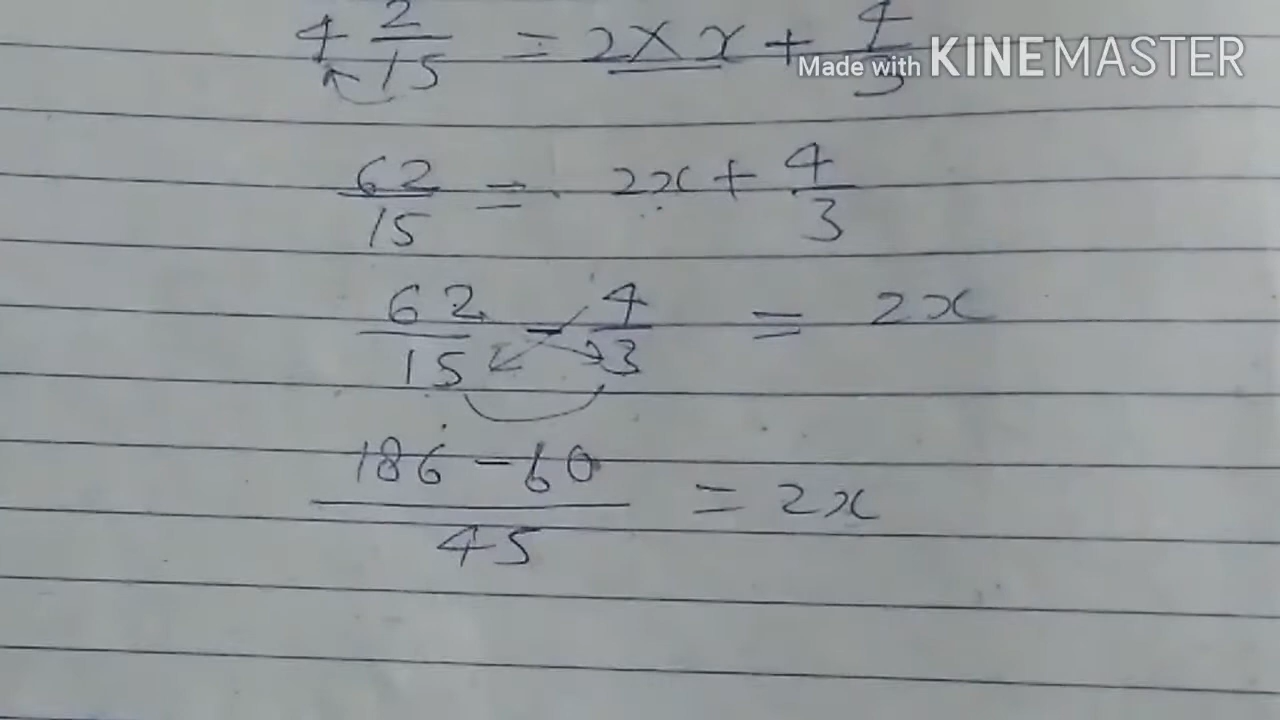 4 2/15 = 2 × x + 4/3
Made with KINEMASTER
62/15 = 2x + 4/3
62/15 - 4/3 = 2x
186 - 60
/45 = 2x